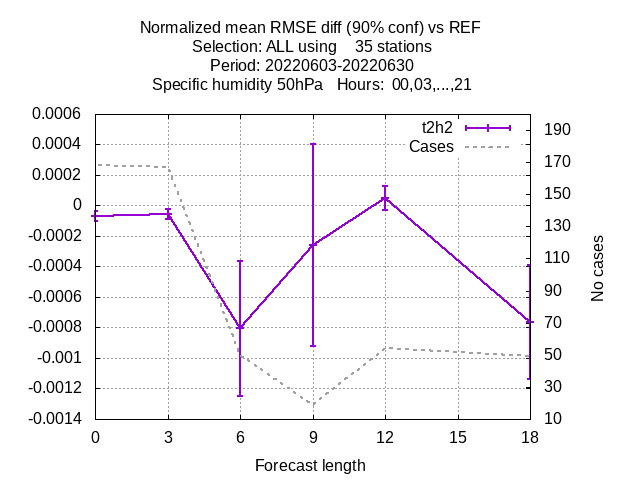 Normalized mean RMSE diff (90% conf) vs REF
Selection: ALL using    35 stations
Period: 20220603-20220630
Specific humidity 50hPa   Hours:  00,03,...,21
t2h2
Cases
0.0006
0.0004
0.0002
0
-0.0002
-0.0004
-0.0006
-0.0008
-0.001
-0.0012
-0.0014
190
170
150
130
110
90
70
50
30
10
No cases
0 3 6 9 12 15 18
Forecast length